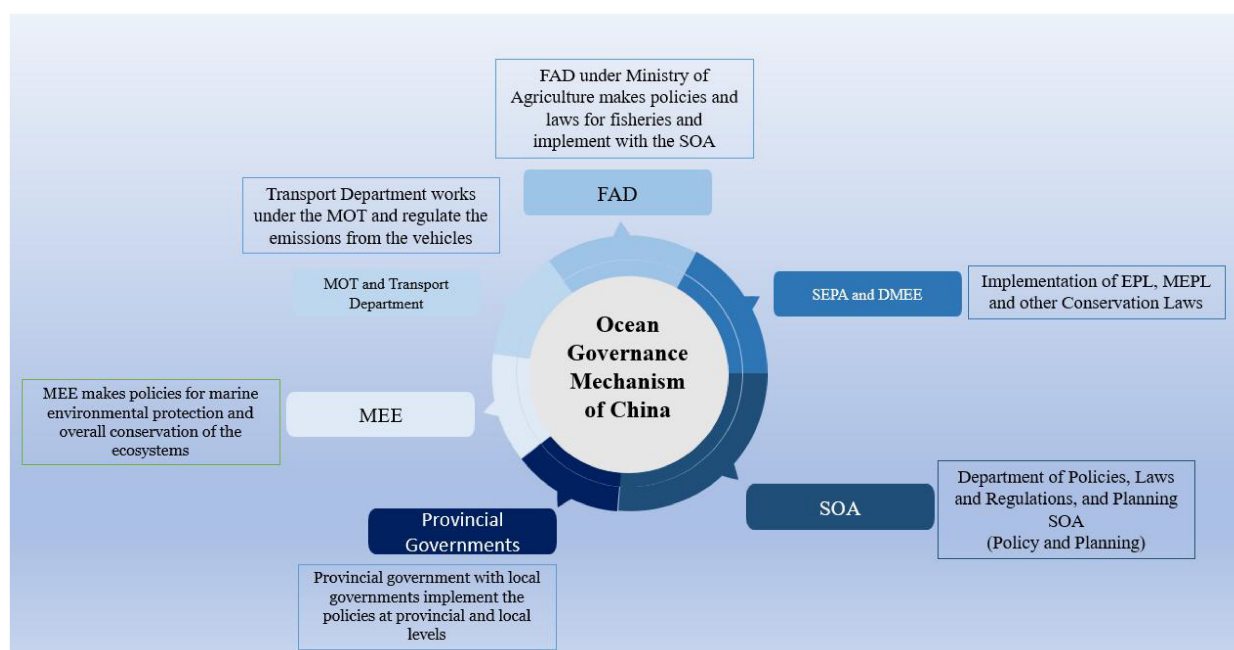 FAD under Ministry of
Agriculture makes policies and
laws for fisheries and
implement with the SOA
FAD
Transport Department works
under the MOT and regulate the
emissions from the vehicles
MOT and Transport
Department
SEPA and DMEE
Implementation of EPL, MEPL
and other Conservation Laws
Ocean
Governance
Mechanism
of China
MEE makes policies for marine
environmental protection and
overall conservation of the
ecosystems
MEE
SOA
Department of Policies, Laws
and Regulations, and Planning
SOA
(Policy and Planning)
Provincial
Governments
Provincial government with local
governments implement the
policies at provincial and local
levels